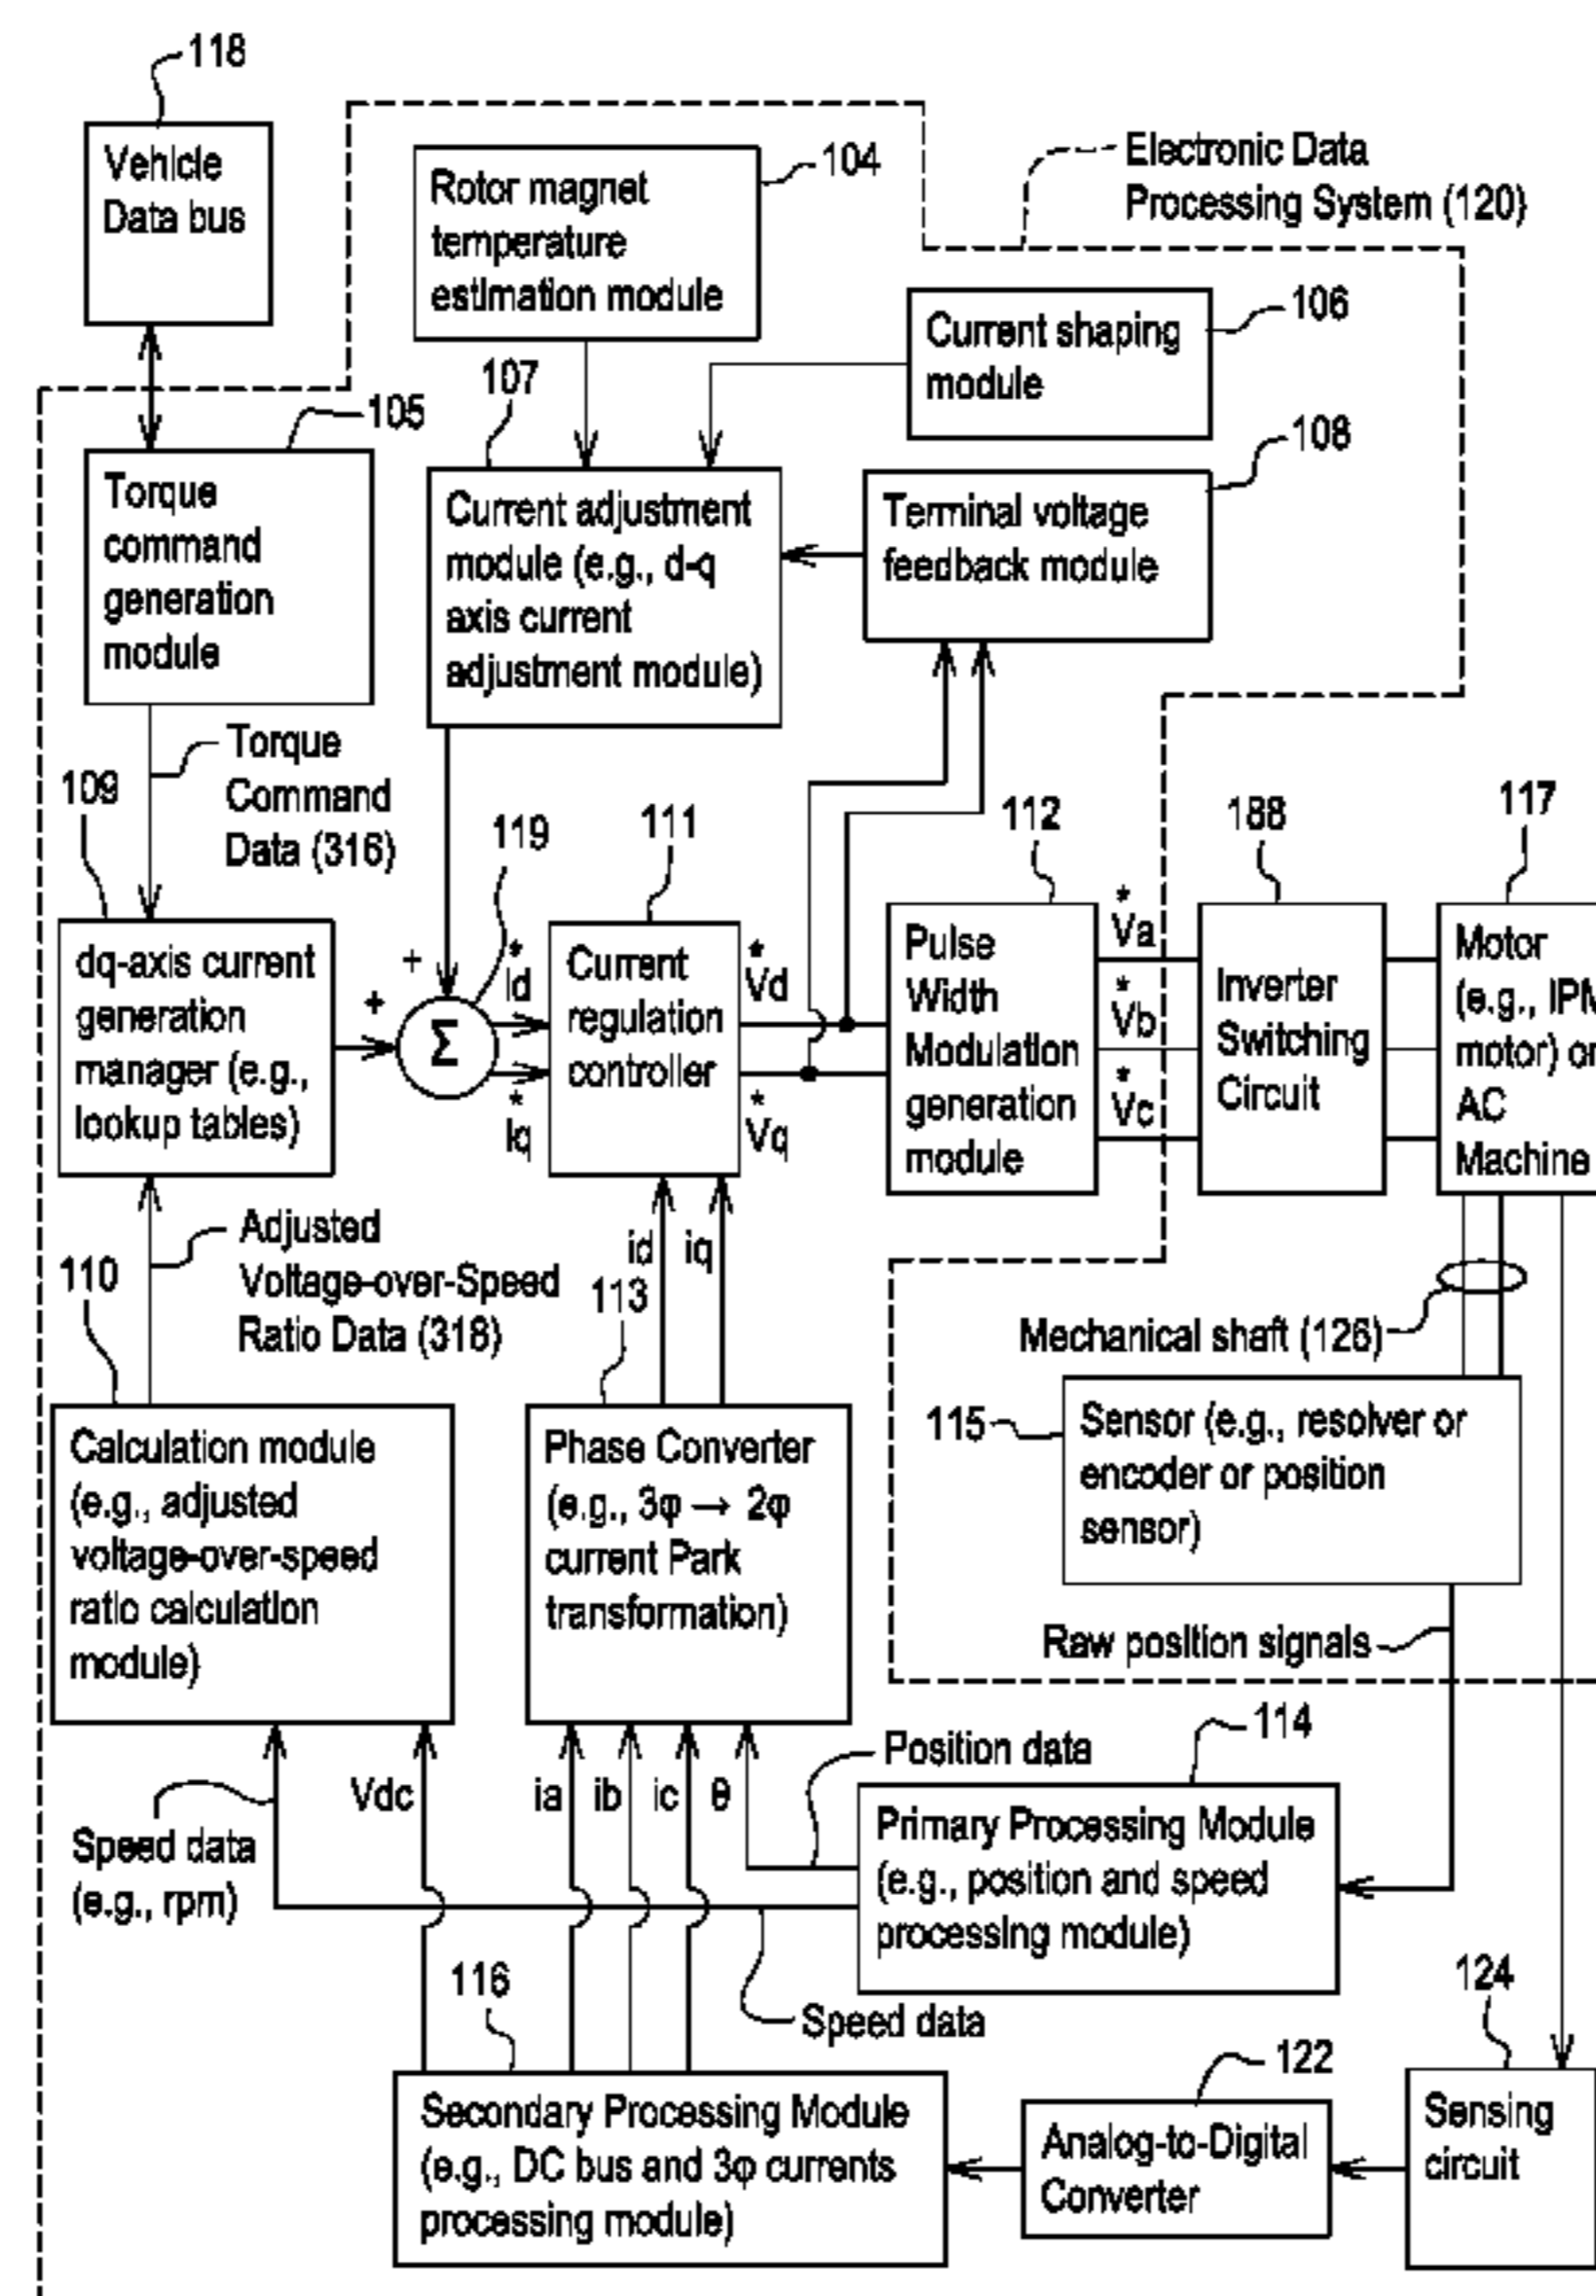 118
Vehicle
Data bus
Rotor magnet
temperature
estimation module
104
Electronic Data
Processing System (120)
Current shaping
module
106
105
Torque
command
generation
module
107
Current adjustment
module (e.g., d-q
axis current
adjustment module)
108
Terminal voltage
feedback module
Torque
Command
Data (316)
109
dq-axis current
generation
manager (e.g.,
lookup tables)
+
+
119
Σ
*
Id
*
Iq
111
Current
regulation
controller
*
Vd
*
Vq
112
Pulse
Width
Modulation
generation
module
*
Va
*
Vb
*
Vc
188
Inverter
Switching
Circuit
117
Motor
(e.g., IPM
motor) or
AC
Machine
Adjusted
Voltage-over-Speed
Ratio Data (318)
110
id
iq
113
Mechanical shaft (126)
Calculation module
(e.g., adjusted
voltage-over-speed
ratio calculation
module)
Phase Converter
(e.g., 3φ → 2φ
current Park
transformation)
115
Sensor (e.g., resolver or
encoder or position
sensor)
Raw position signals
Speed data
(e.g., rpm)
Vdc
ia
ib
ic
θ
Position data
114
Primary Processing Module
(e.g., position and speed
processing module)
Speed data
116
Secondary Processing Module
(e.g., DC bus and 3φ currents
processing module)
122
Analog-to-Digital
Converter
124
Sensing
circuit